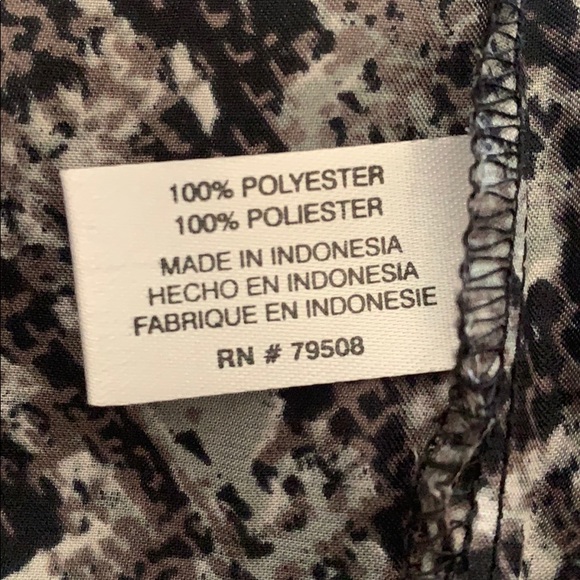 100% POLYESTER
100% POLIESTER
MADE IN INDONESIA
HECHO EN INDONESIA
FABRIQUE EN INDONESIE
RN # 79508